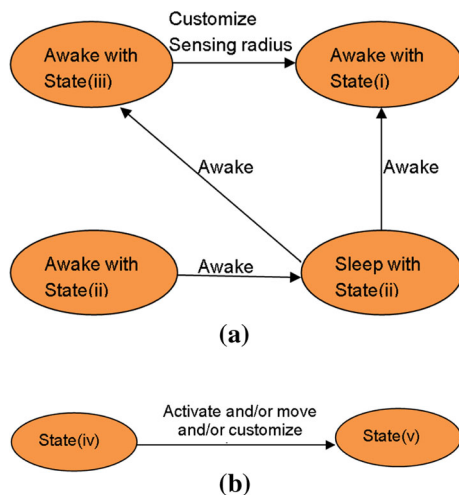 Customize
Sensing radius
Awake with
State(iii)
Awake with
State(i)
Awake
Awake
Awake with
State(ii)
Awake
Sleep with
State(ii)
(a)
Activate and/or move
and/or customize
State(iv)
State(v)
(b)